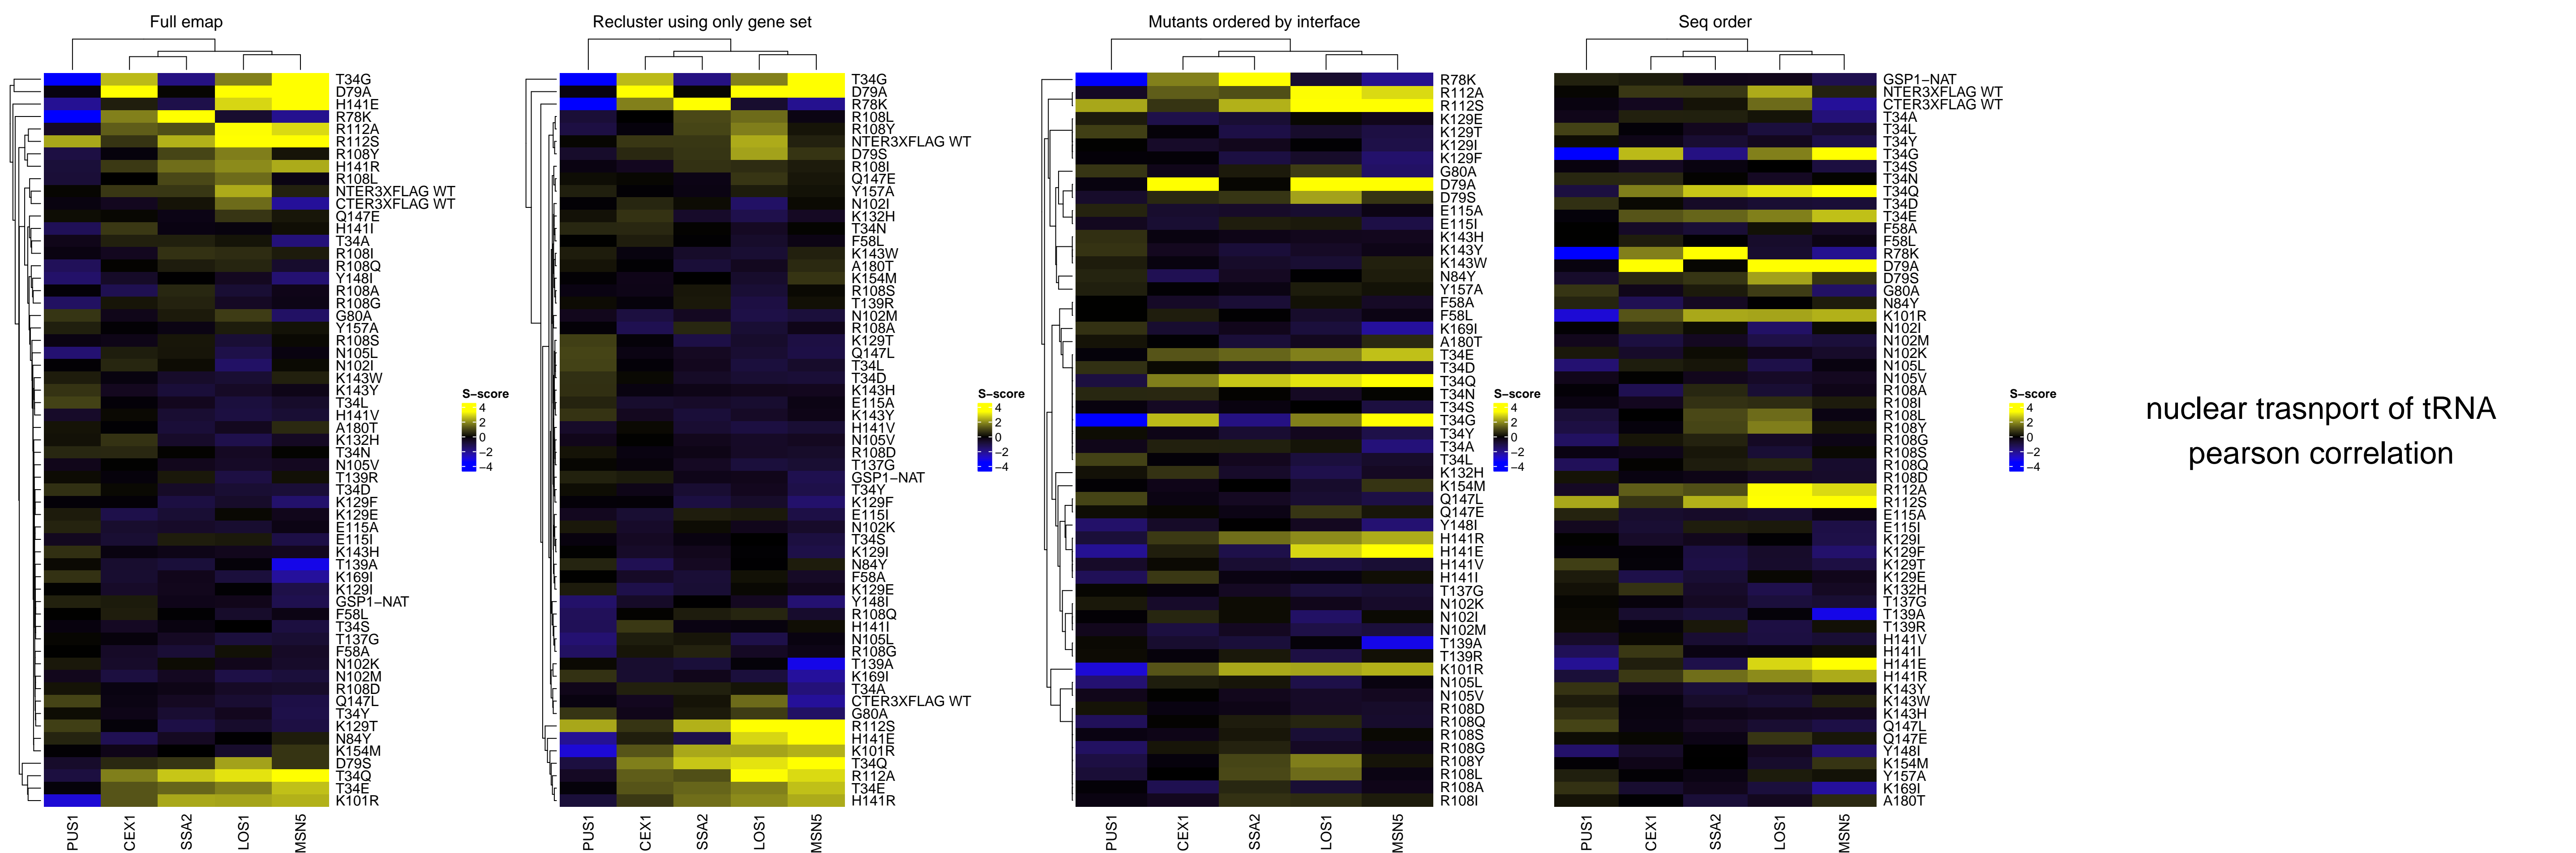 Full emap
T34G
D79A
H141E
R78K
R112A
R112S
R108Y
H141R
R108L
NTER3XFLAG WT
CTER3XFLAG WT
Q147E
H141I
T34A
R108I
R108Q
Y148I
R108A
R108G
G80A
Y157A
R108S
N105L
N102I
K143W
K143Y
T34L
H141V
A180T
K132H
T34N
N105V
T139R
T34D
K129F
K129E
E115A
E115I
K143H
T139A
K169I
K129I
GSP1−NAT
F58L
T34S
T137G
F58A
N102K
N102M
R108D
Q147L
T34Y
K129T
N84Y
K154M
D79S
T34Q
T34E
K101R
PUS1
CEX1
SSA2
LOS1
MSN5
S−score
4
2
0
−2
−4
Recluster using only gene set
T34G
D79A
R78K
R108L
R108Y
NTER3XFLAG WT
D79S
R108I
Q147E
Y157A
N102I
K132H
T34N
F58L
K143W
A180T
K154M
R108S
T139R
N102M
R108A
K129T
Q147L
T34L
T34D
K143H
E115A
K143Y
H141V
N105V
R108D
T137G
GSP1−NAT
T34Y
K129F
E115I
N102K
T34S
K129I
N84Y
F58A
K129E
Y148I
R108Q
H141I
N105L
R108G
T139A
K169I
T34A
CTER3XFLAG WT
G80A
R112S
H141E
K101R
T34Q
R112A
T34E
H141R
PUS1
CEX1
SSA2
LOS1
MSN5
S−score
4
2
0
−2
−4
Mutants ordered by interface
R78K
R112A
R112S
K129E
K129T
K129I
K129F
G80A
D79A
D79S
E115A
E115I
K143H
K143Y
K143W
N84Y
Y157A
F58A
F58L
K169I
A180T
T34E
T34D
T34Q
T34N
T34S
T34G
T34Y
T34A
T34L
K132H
K154M
Q147L
Q147E
Y148I
H141R
H141E
H141V
H141I
T137G
N102K
N102I
N102M
T139A
T139R
K101R
N105L
N105V
R108D
R108Q
R108S
R108G
R108Y
R108L
R108A
R108I
PUS1
CEX1
SSA2
LOS1
MSN5
S−score
4
2
0
−2
−4
Seq order
GSP1−NAT
NTER3XFLAG WT
CTER3XFLAG WT
T34A
T34L
T34Y
T34G
T34S
T34N
T34Q
T34D
T34E
F58A
F58L
R78K
D79A
D79S
G80A
N84Y
K101R
N102I
N102M
N102K
N105L
N105V
R108A
R108I
R108L
R108Y
R108G
R108S
R108Q
R108D
R112A
R112S
E115A
E115I
K129I
K129F
K129T
K129E
K132H
T137G
T139A
T139R
H141V
H141I
H141E
H141R
K143Y
K143W
K143H
Q147L
Q147E
Y148I
K154M
Y157A
K169I
A180T
PUS1
CEX1
SSA2
LOS1
MSN5
S−score
4
2
0
−2
−4
nuclear trasnport of tRNA
pearson correlation